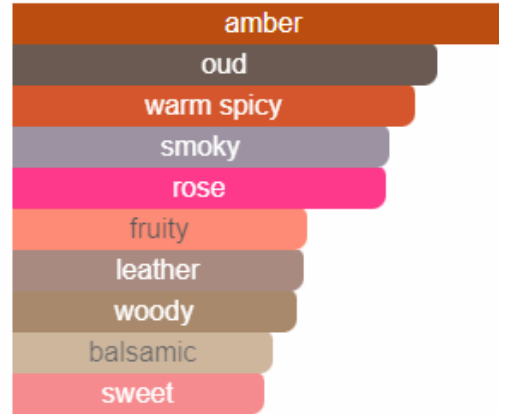 amber
oud
warm spicy
smoky
rose
fruity
leather
woody
balsamic
sweet